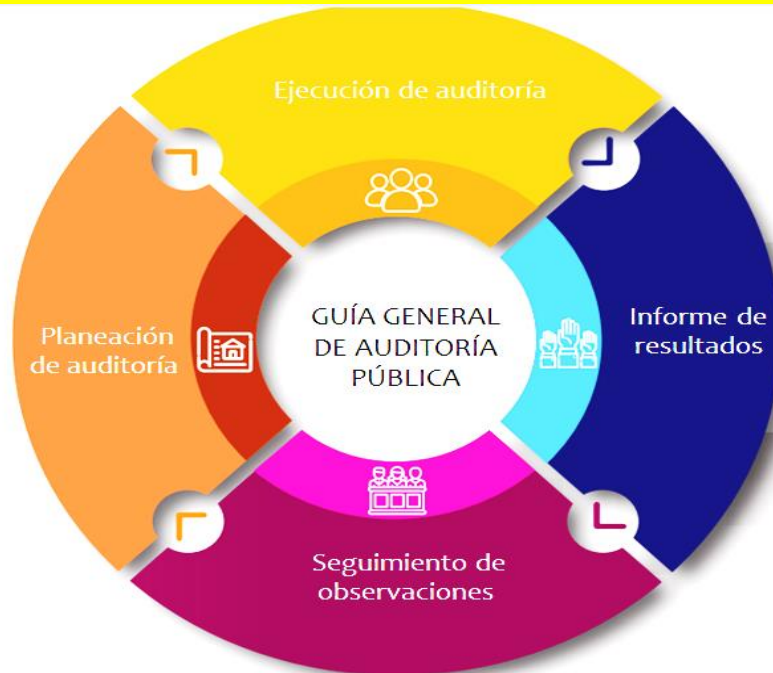 Ejecución de auditoría
Planeación
de auditoría
GUÍA GENERAL
DE AUDITORÍA
PÚBLICA
Informe de
resultados
Seguimiento de
observaciones